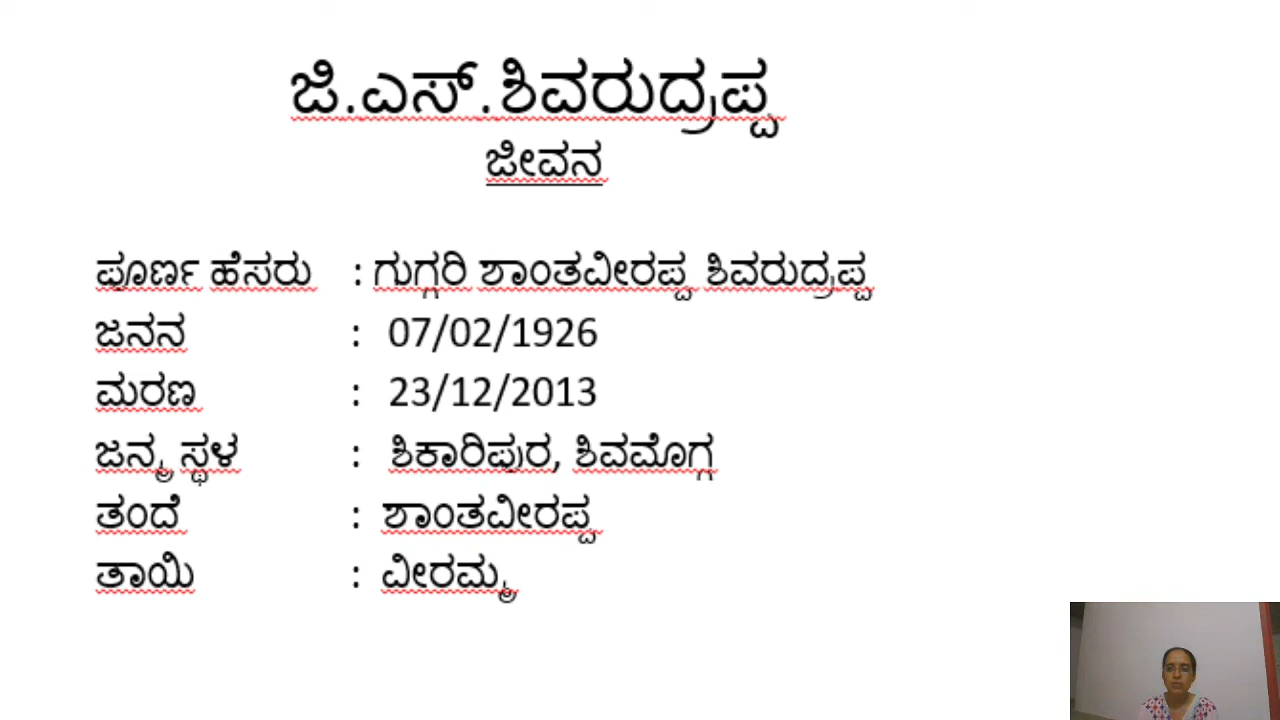 ಜಿ.ಎಸ್.ಶಿವರುದ್ರಪ್ಪ
ಜೀವನ
ಪೂರ್ಣ ಹೆಸರು : ಗುಗ್ಗರಿ ಶಾಂತವೀರಪ್ಪ ಶಿವರುದ್ರಪ್ಪ
ಜನನ : 07/02/1926
ಮರಣ : 23/12/2013
ಜನ್ಮ ಸ್ಥಳ : ಶಿಕಾರಿಪುರ, ಶಿವಮೊಗ್ಗ
ತಂದೆ : ಶಾಂತವೀರಪ್ಪ
ತಾಯಿ : ವೀರಮ್ಮ